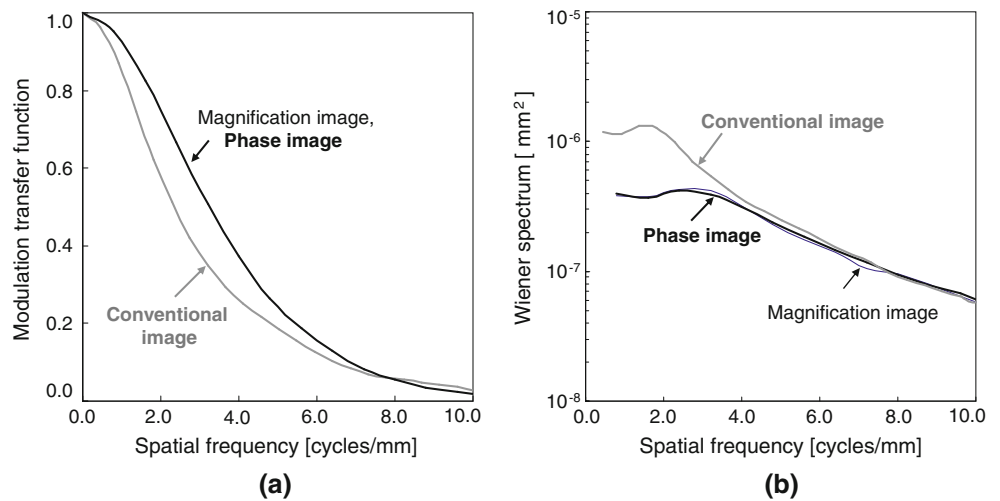 1.0
0.8
0.6
0.4
0.2
0.0
0.0
2.0
4.0
6.0
8.0
10.0
Modulation transfer function
Spatial frequency [cycles/mm]
Magnification image,
Phase image
Conventional
image
(a)
10-5
10-6
10-7
10-8
0.0
2.0
4.0
6.0
8.0
10.0
Wiener spectrum [ mm2 ]
Spatial frequency [cycles/mm]
Conventional image
Phase image
Magnification image
(b)